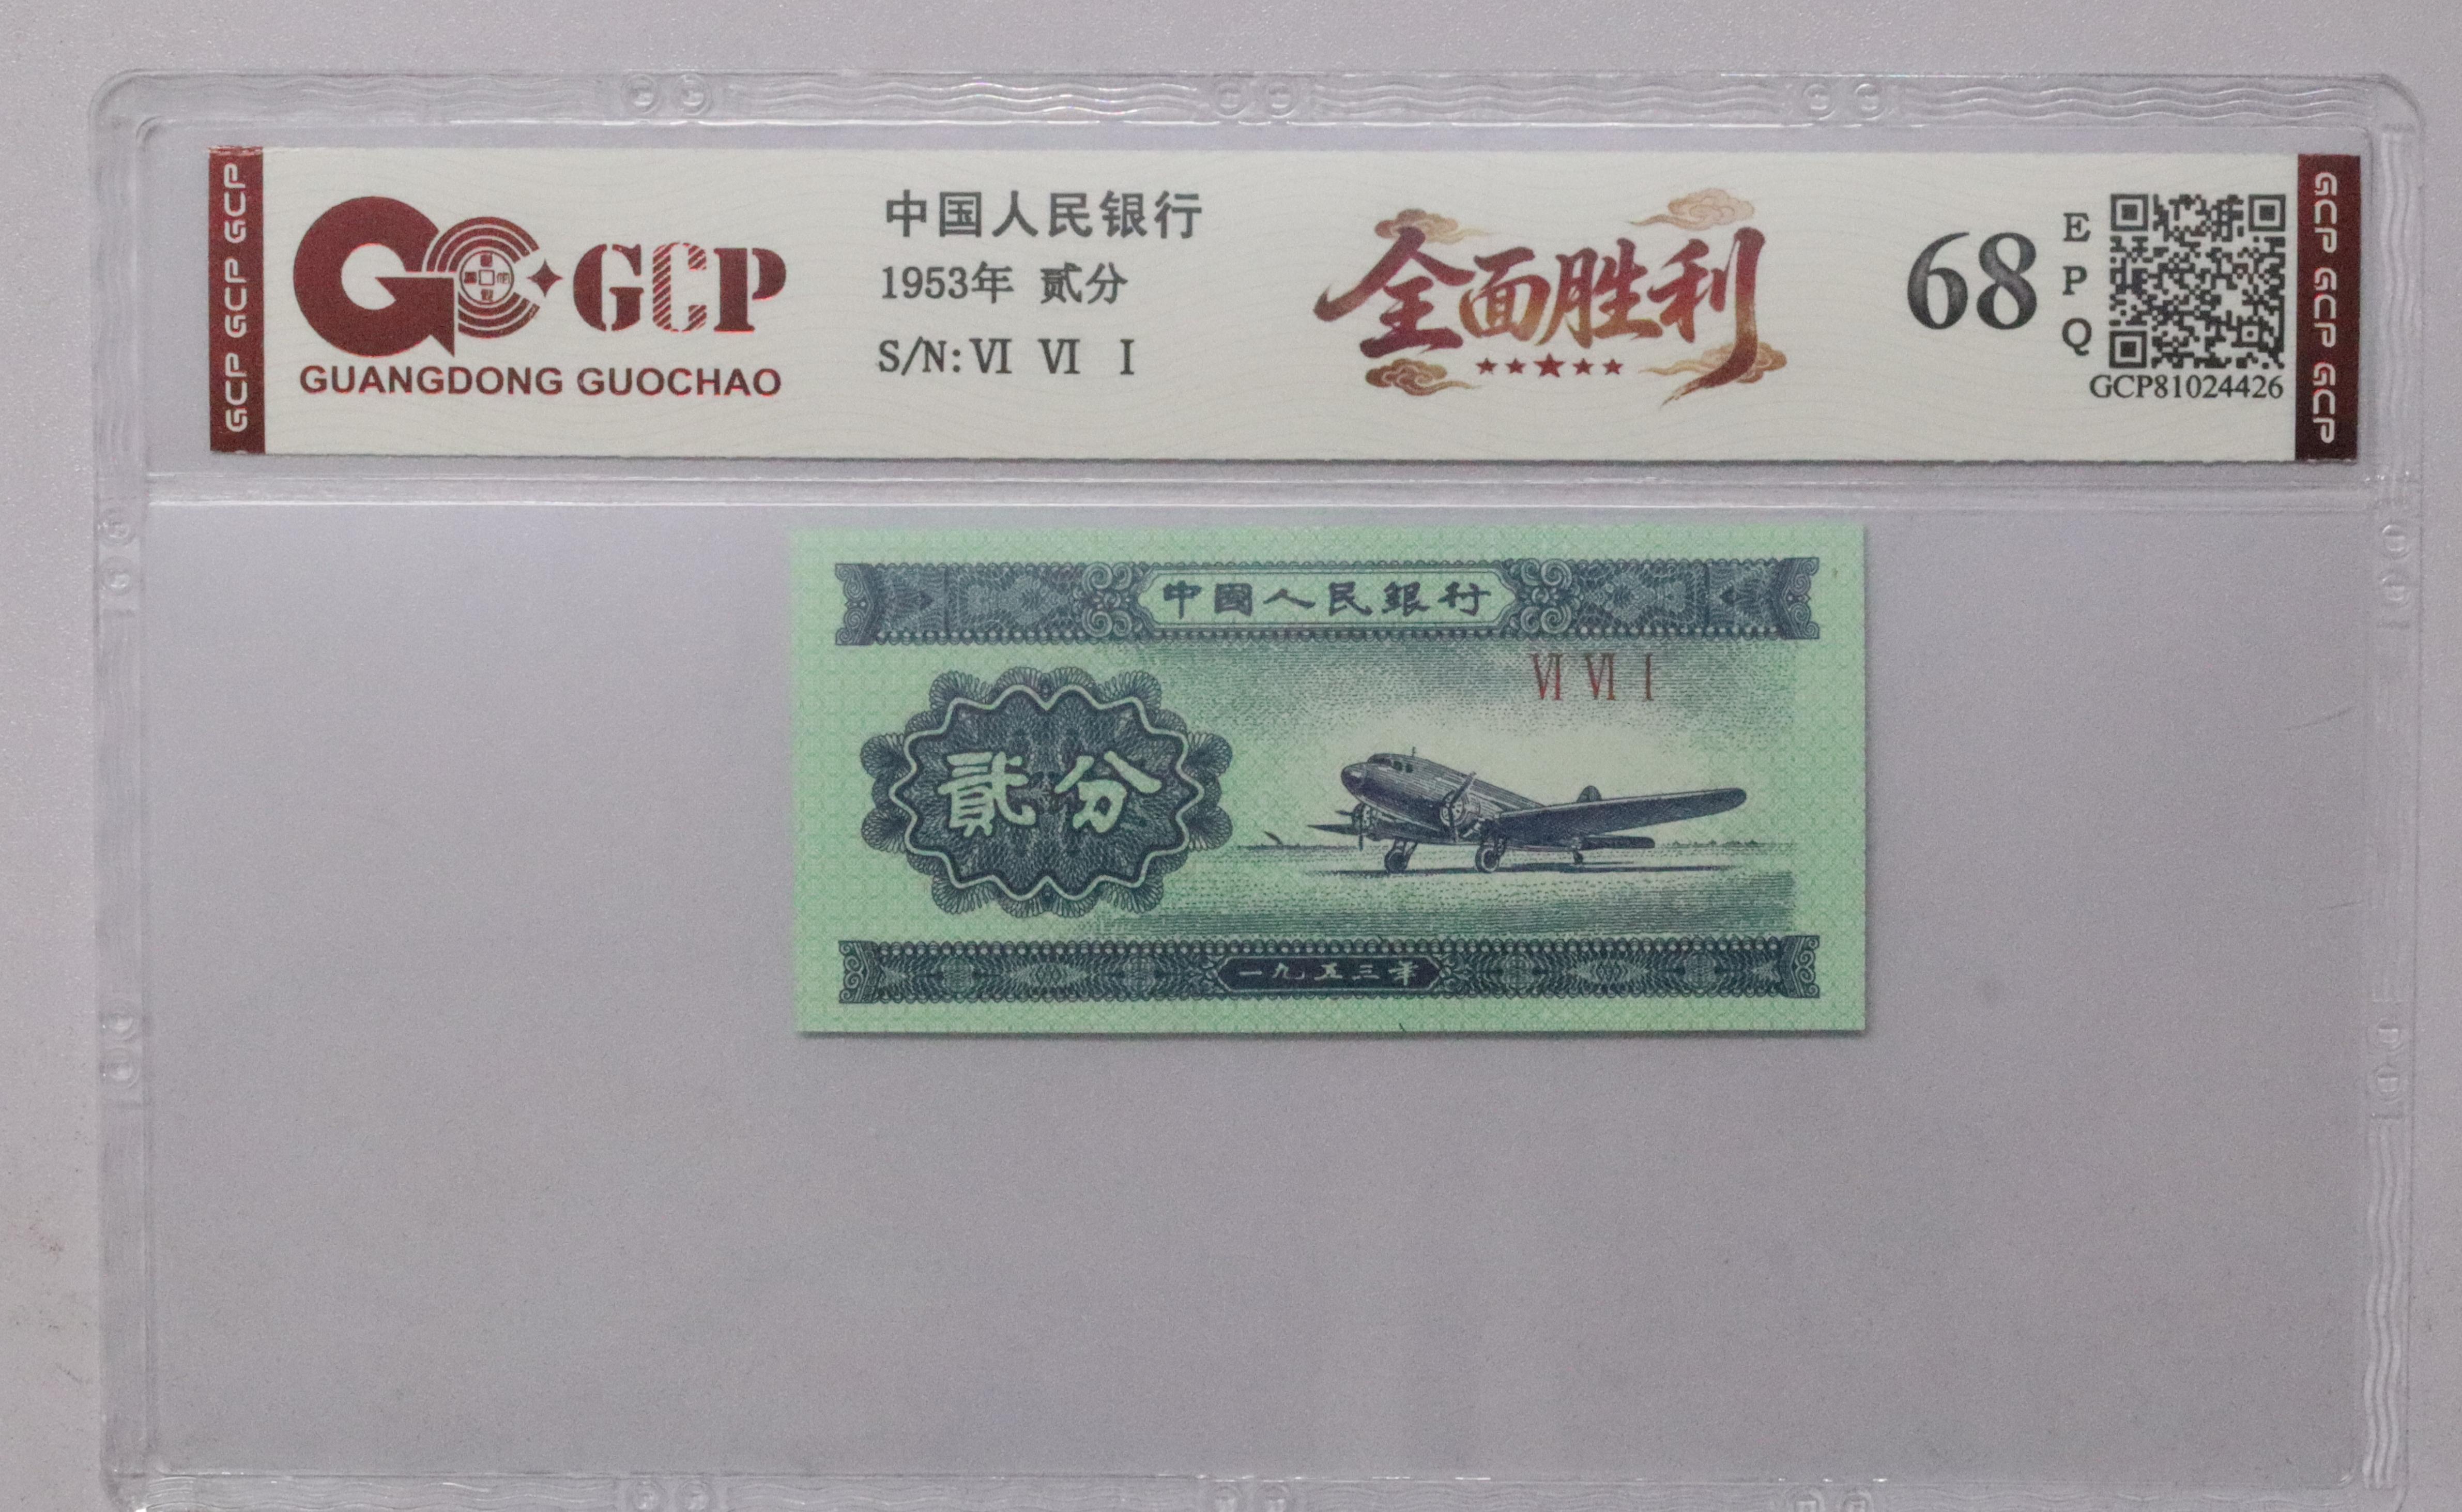 GCP GCP GCP
GCP
GUANGDONG GUOCHAO
中国人民银行
1953年 贰分
S/N: VI VI I
全面胜利
68
E
P
Q
GCP81024426
GCP GCP GCP
中國人民銀行
VI VI I
貳分
一九五三年